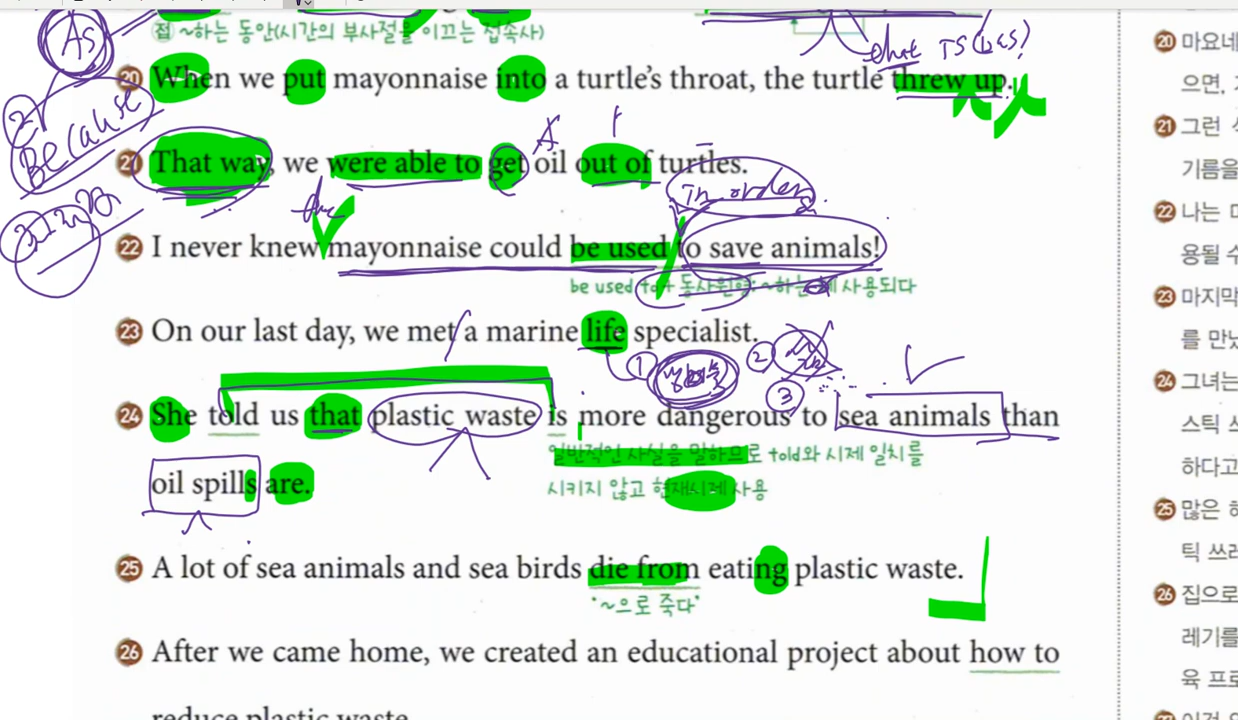 As
접 ~하는 동안(시간의 부사절을 이끄는 접속사)
that
⑳ When we put mayonnaise into a turtle's throat, the turtle threw up.
② Because
㉑ That way, we were able to get oil out of turtles.
A
In order
㉒ I never knew mayonnaise could be used to save animals!
be used to+ 동사원형: ~하는 데 사용되다
㉓ On our last day, we met a marine life specialist.
① ② ③
㉔ She told us that plastic waste is more dangerous to sea animals than
일반적인 사실을 말하므로 told와 시제 일치를
oil spills are.
시키지 않고 현재시제 사용
㉕ A lot of sea animals and sea birds die from eating plastic waste.
'~으로 죽다'
㉖ After we came home, we created an educational project about how to
reduce plastic waste.
⑳ 마요네
으면,
㉑ 그런
기름을
㉒ 나는
용될 수
㉓ 마지막
를 만났
㉔ 그녀는
스틱 쓰
하다고
㉕ 많은
틱 쓰레
㉖ 집으로
레기를
육 프로